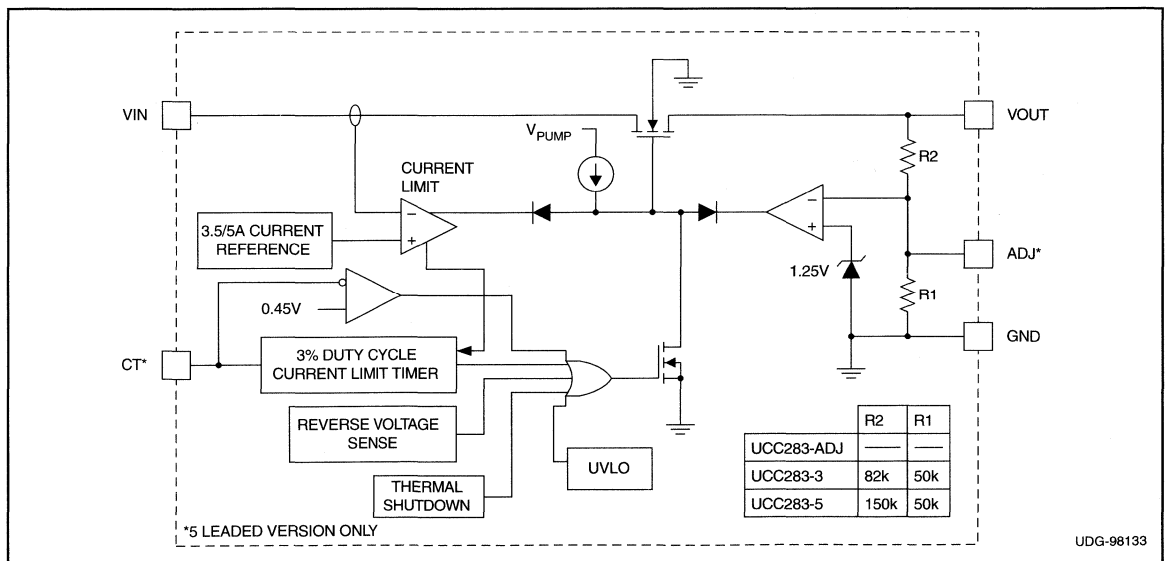 VIN
VOUT
V PUMP
R2
CURRENT
LIMIT
−
+
−
+
3.5/5A CURRENT
REFERENCE
1.25V
ADJ*
R1
0.45V
GND
CT*
3% DUTY CYCLE
CURRENT LIMIT TIMER
REVERSE VOLTAGE
SENSE
UVLO
THERMAL
SHUTDOWN
R2 R1
UCC283-ADJ — —
UCC283-3 82k 50k
UCC283-5 150k 50k
*5 LEADED VERSION ONLY
UDG-98133